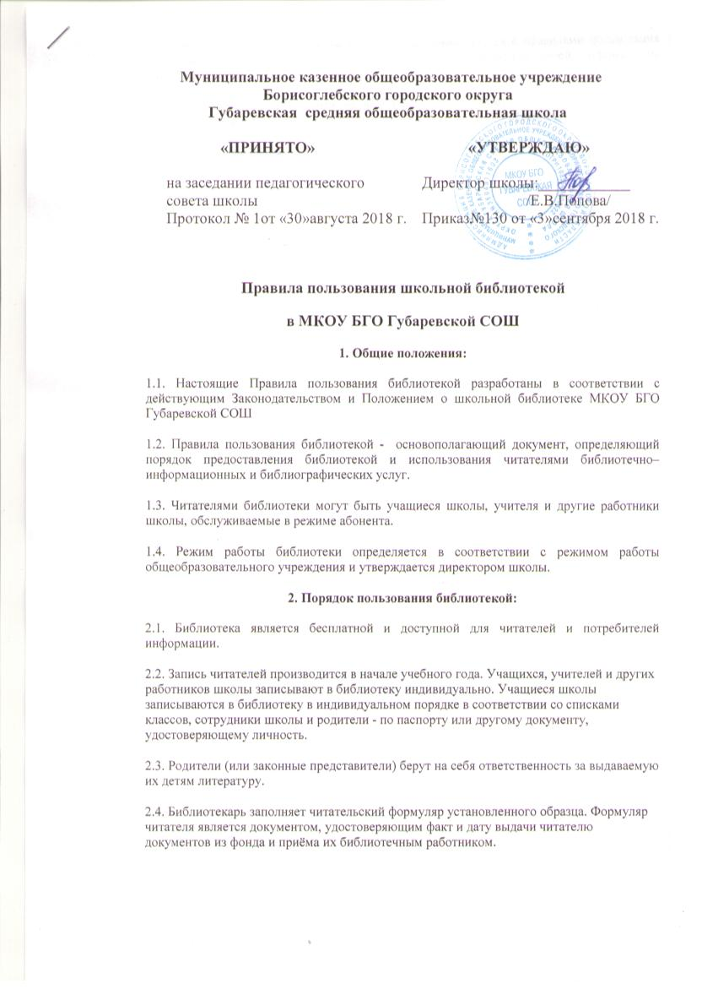 Муниципальное казенное общеобразовательное учреждение
Борисоглебского городского округа
Губаревская средняя общеобразовательная школа
«ПРИНЯТО»
на заседании педагогического
совета школы
Протокол № 1от «30»августа 2018 г.
«УТВЕРЖДАЮ»
Директор школы:
/Е.В.Попова/
Приказ№130 от «3»сентября 2018 г.
МКОУ БГО
ГУБАРЕВСКАЯ
СОШ
Правила пользования школьной библиотекой
в МКОУ БГО Губаревской СОШ
1. Общие положения:
1.1. Настоящие Правила пользования библиотекой разработаны в соответствии с
действующим Законодательством и Положением о школьной библиотеке МКОУ БГО
Губаревской СОШ
1.2. Правила пользования библиотекой - основополагающий документ, определяющий
порядок предоставления библиотекой и использования читателями библиотечно–
информационных и библиографических услуг.
1.3. Читателями библиотеки могут быть учащиеся школы, учителя и другие работники
школы, обслуживаемые в режиме абонента.
1.4. Режим работы библиотеки определяется в соответствии с режимом работы
общеобразовательного учреждения и утверждается директором школы.
2. Порядок пользования библиотекой:
2.1. Библиотека является бесплатной и доступной для читателей и потребителей
информации.
2.2. Запись читателей производится в начале учебного года. Учащихся, учителей и других
работников школы записывают в библиотеку индивидуально. Учащиеся школы
записываются в библиотеку в индивидуальном порядке в соответствии со списками
классов, сотрудники школы и родители - по паспорту или другому документу,
удостоверяющему личность.
2.3. Родители (или законные представители) берут на себя ответственность за выдаваемую
их детям литературу.
2.4. Библиотекарь заполняет читательский формуляр установленного образца. Формуляр
читателя является документом, удостоверяющим факт и дату выдачи читателю
документов из фонда и приёма их библиотечным работником.